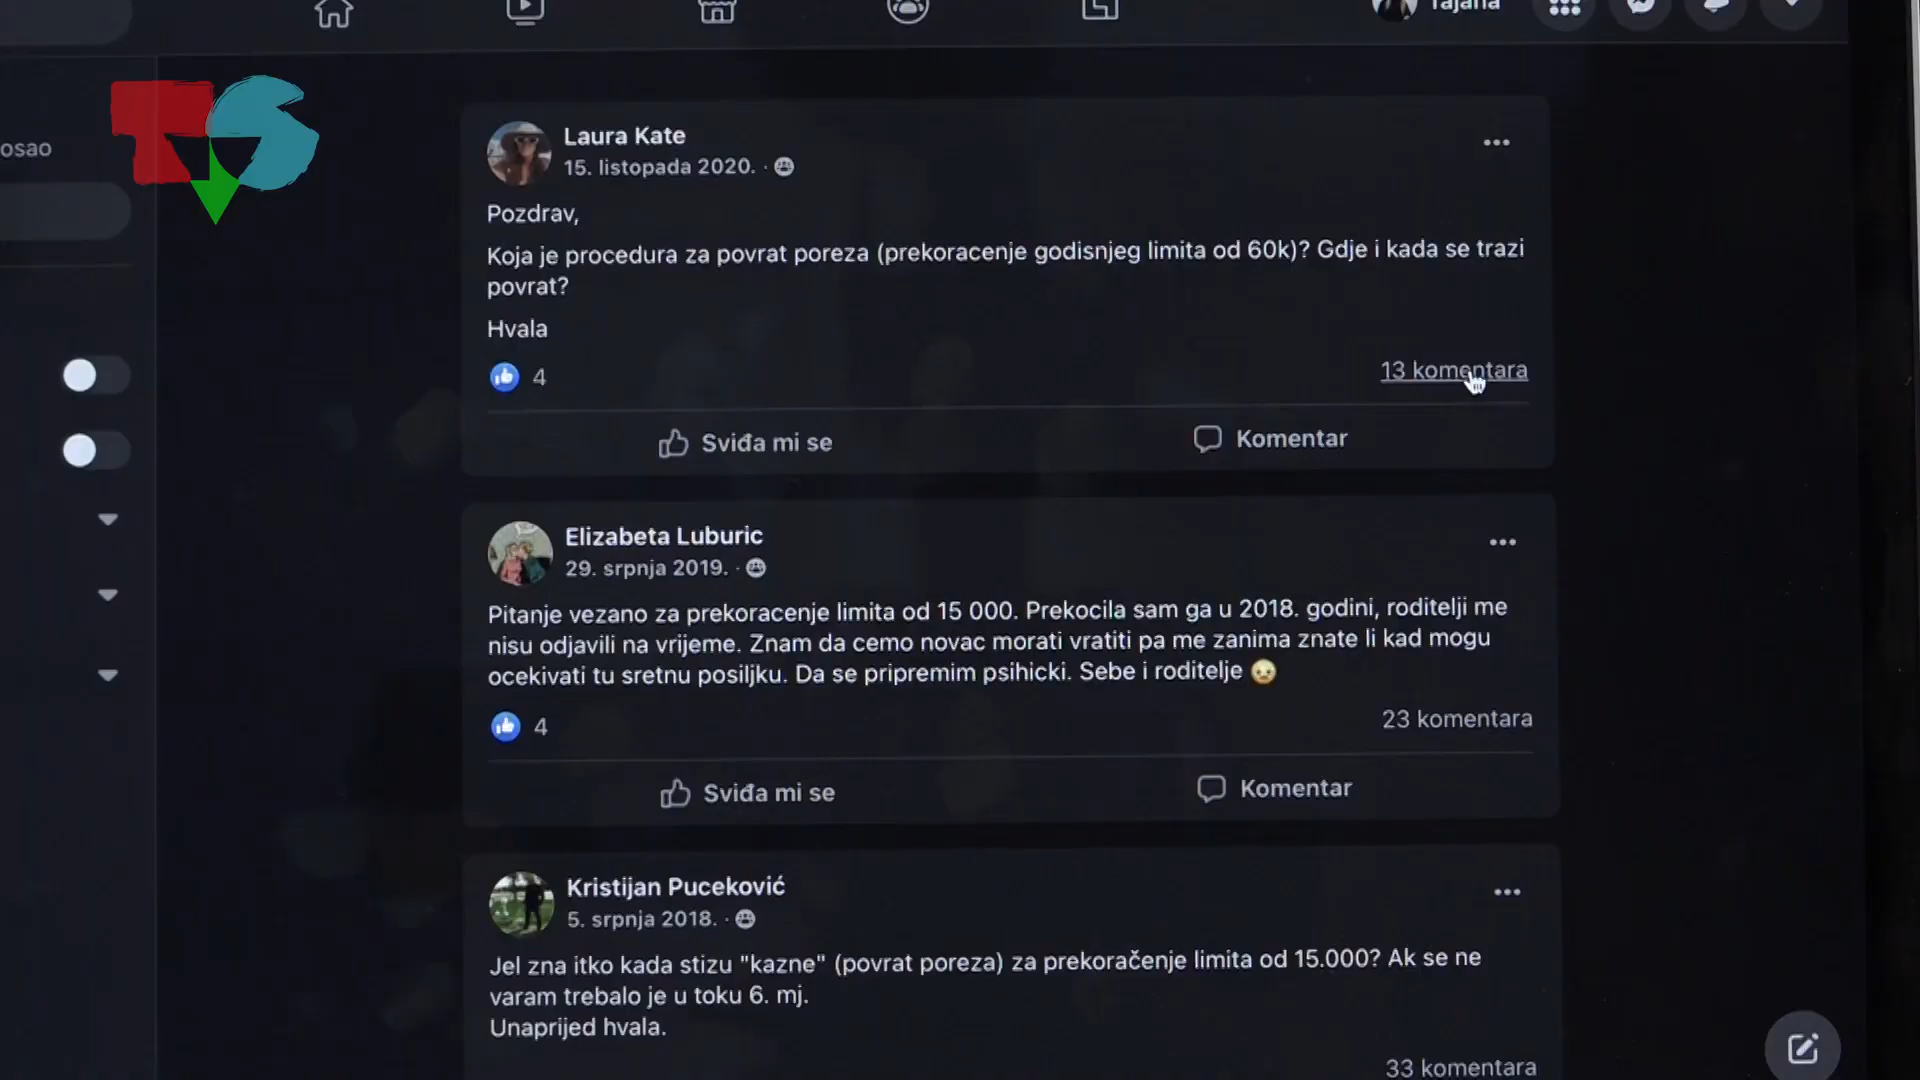 Tajana
osao
TS
Laura Kate
15. listopada 2020. ·
Pozdrav,
Koja je procedura za povrat poreza (prekoracenje godisnjeg limita od 60k)? Gdje i kada se trazi
povrat?
Hvala
4
13 komentara
Sviđa mi se
Komentar
Elizabeta Luburic
29. srpnja 2019. ·
Pitanje vezano za prekoracenje limita od 15 000. Prekocila sam ga u 2018. godini, roditelji me
nisu odjavili na vrijeme. Znam da cemo novac morati vratiti pa me zanima znate li kad mogu
ocekivati tu sretnu posiljku. Da se pripremim psihicki. Sebe i roditelje
4
23 komentara
Sviđa mi se
Komentar
Kristijan Puceković
5. srpnja 2018. ·
Jel zna itko kada stizu "kazne" (povrat poreza) za prekoračenje limita od 15.000? Ak se ne
varam trebalo je u toku 6. mj.
Unaprijed hvala.
33 komentara